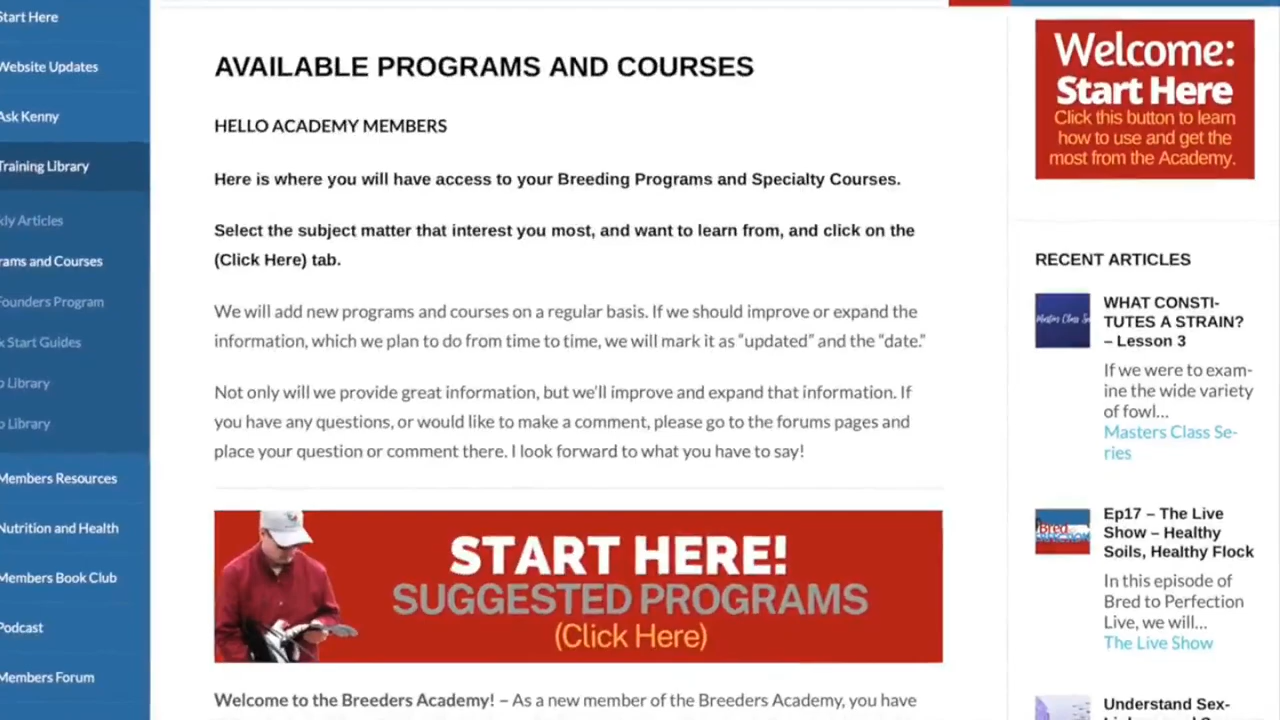 Start Here
Website Updates
Ask Kenny
Training Library
kly Articles
rams and Courses
Founders Program
k Start Guides
o Library
o Library
Members Resources
Nutrition and Health
Members Book Club
Podcast
Members Forum
AVAILABLE PROGRAMS AND COURSES
HELLO ACADEMY MEMBERS
Here is where you will have access to your Breeding Programs and Specialty Courses.
Select the subject matter that interest you most, and want to learn from, and click on the
(Click Here) tab.
We will add new programs and courses on a regular basis. If we should improve or expand the
information, which we plan to do from time to time, we will mark it as “updated” and the “date.”
Not only will we provide great information, but we’ll improve and expand that information. If
you have any questions, or would like to make a comment, please go to the forums pages and
place your question or comment there. I look forward to what you have to say!
START HERE!
SUGGESTED PROGRAMS
(Click Here)
Welcome to the Breeders Academy! – As a new member of the Breeders Academy, you have
Welcome:
Start Here
Click this button to learn
how to use and get the
most from the Academy.
RECENT ARTICLES
Masters Class Se
WHAT CONSTI-
TUTES A STRAIN?
– Lesson 3
If we were to exam-
ine the wide variety
of fowl...
Masters Class Se-
ries
Bred
Ep17 – The Live
Show – Healthy
Soils, Healthy Flock
In this episode of
Bred to Perfection
Live, we will...
The Live Show
Understand Sex-